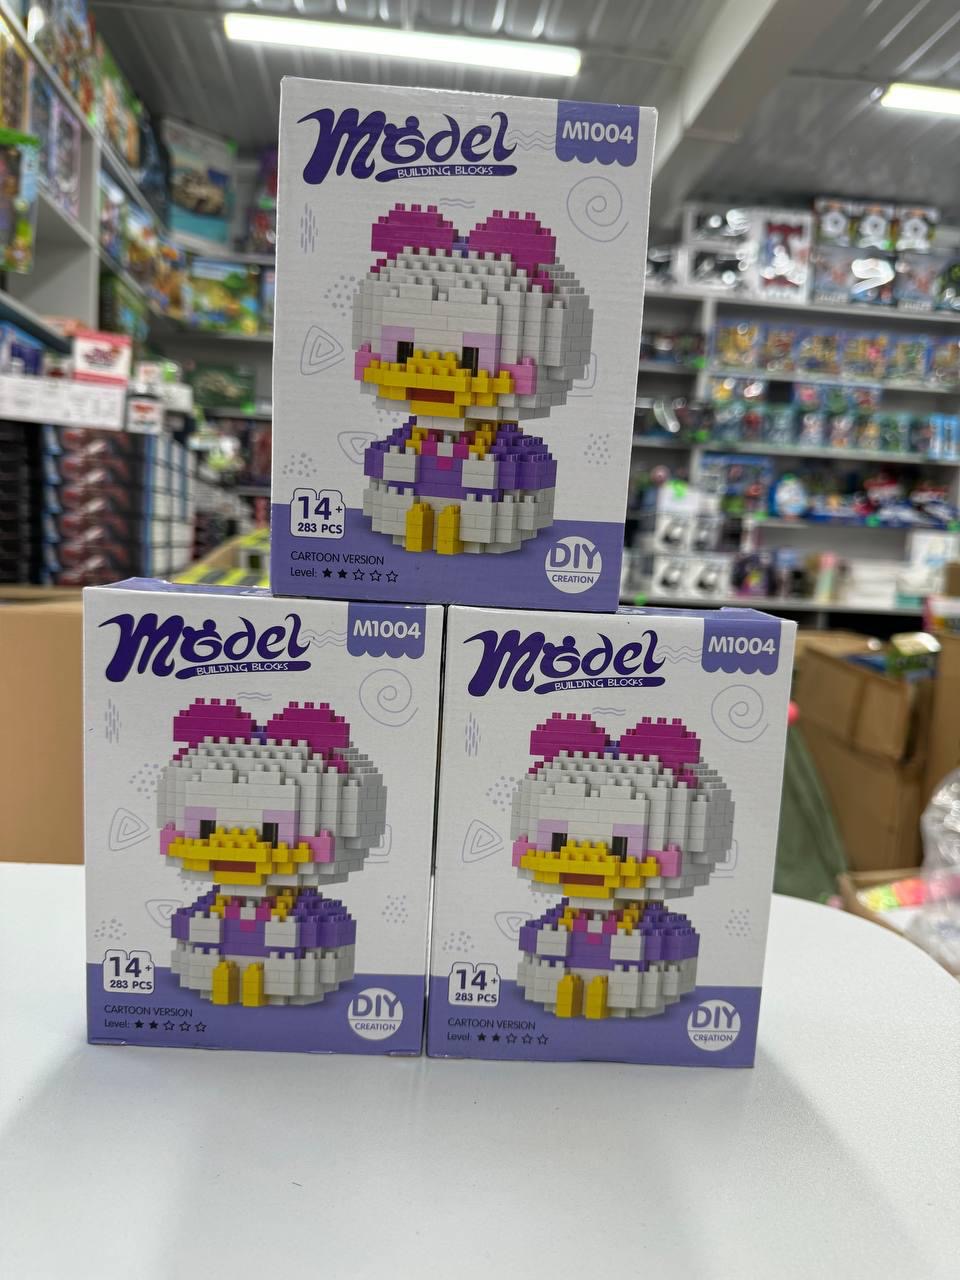 Model
BUILDING BLOCKS
M1004
14+
283 PCS
CARTOON VERSION
Level:
DIY
CREATION
Model
BUILDING BLOCKS
M1004
14+
283 PCS
CARTOON VERSION
Level:
DIY
CREATION
Model
BUILDING BLOCKS
M1004
14+
283 PCS
CARTOON VERSION
Level:
DIY
CREATION